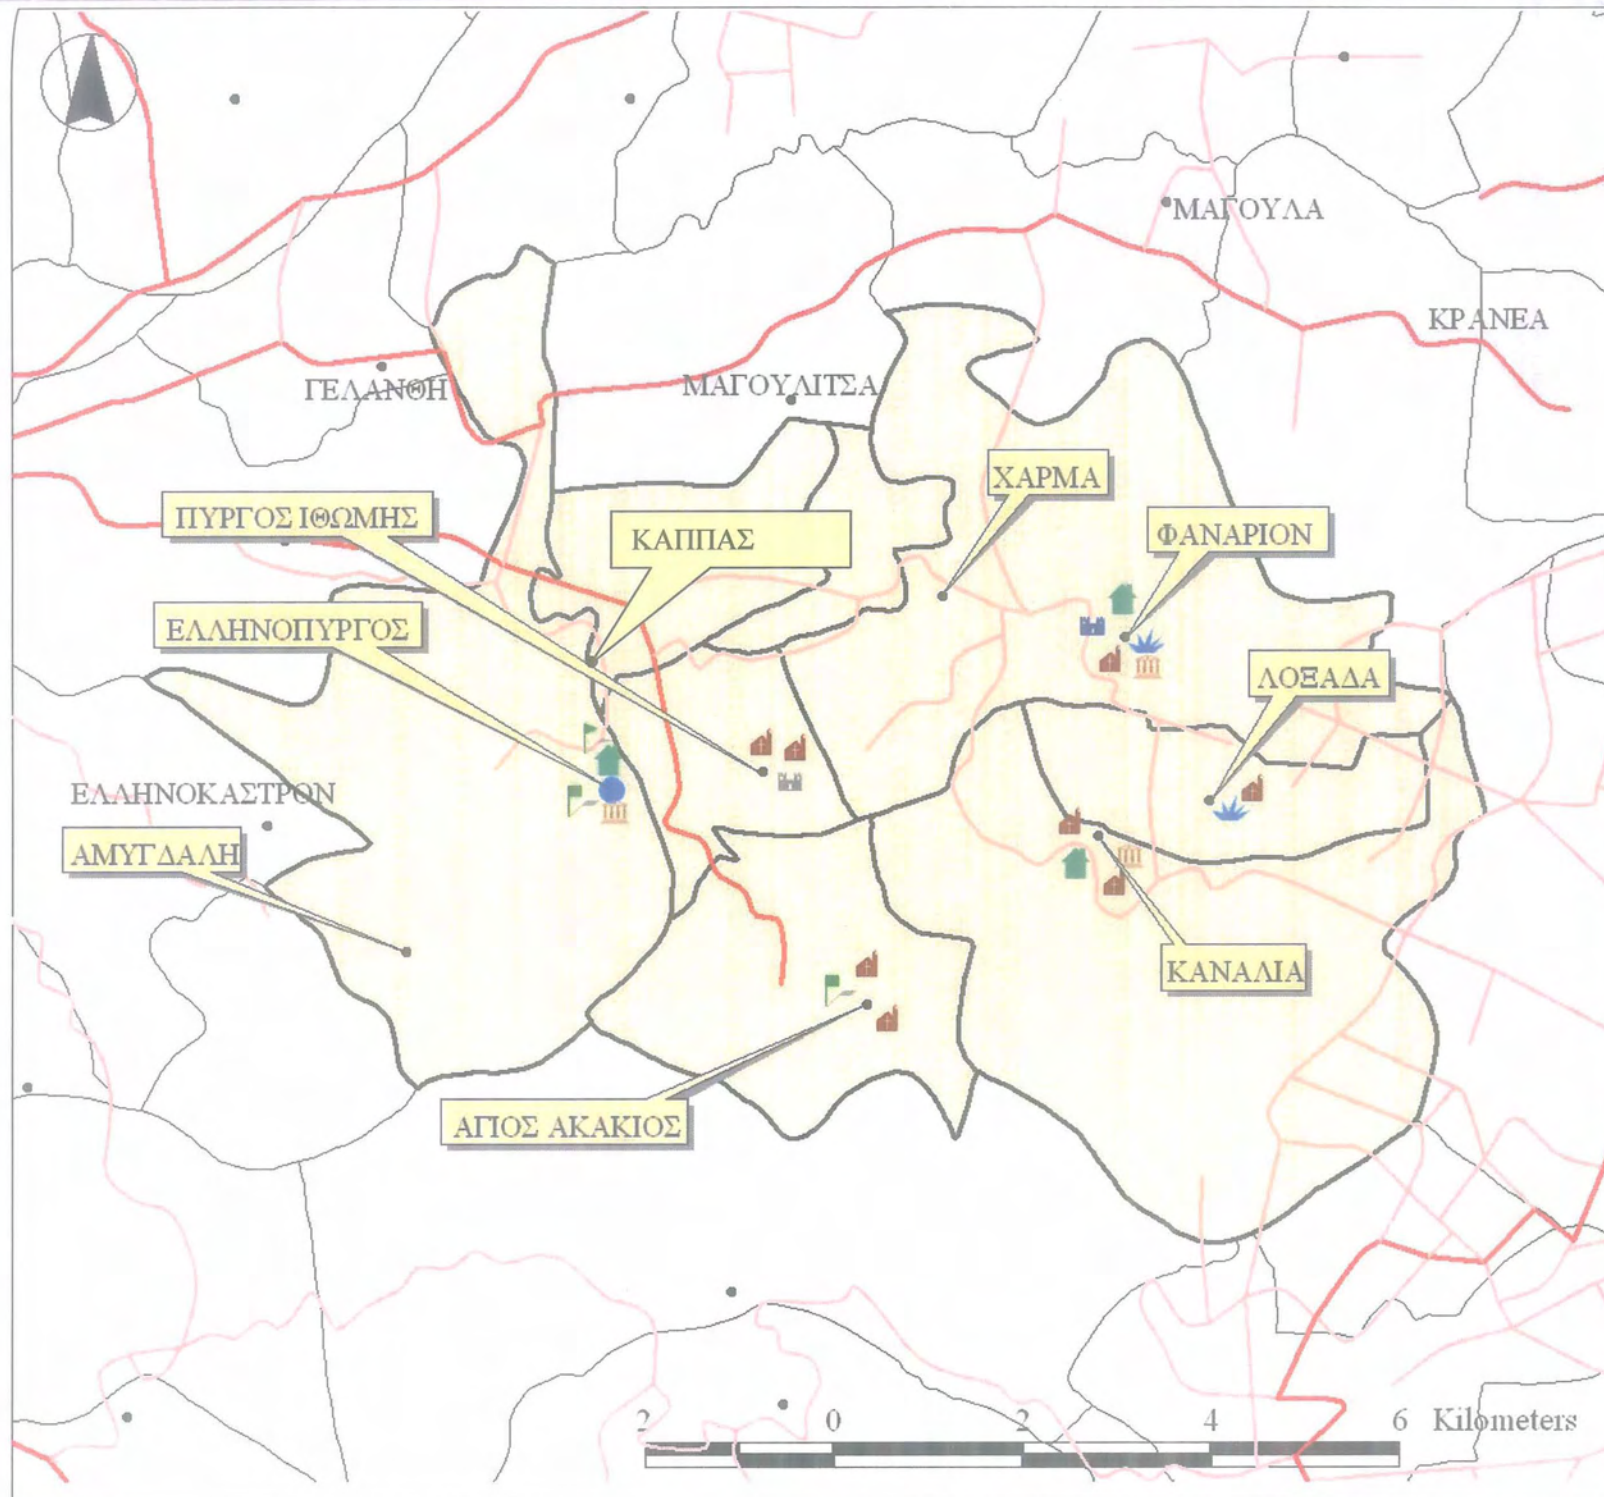 ΜΑΓΟΥΛΑ
ΚΡΑΝΕΑ
ΓΕΛΑΝΘΗ
ΜΑΓΟΥΛΙΤΣΑ
ΧΑΡΜΑ
ΠΥΡΓΟΣ ΙΘΩΜΗΣ
ΚΑΠΠΑΣ
ΦΑΝΑΡΙΟΝ
ΕΛΛΗΝΟΠΥΡΓΟΣ
ΛΟΞΑΔΑ
ΕΛΛΗΝΟΚΑΣΤΡΟΝ
ΑΜΥΓΔΑΛΗ
ΚΑΝΑΛΙΑ
ΑΓΙΟΣ ΑΚΑΚΙΟΣ
2 0 2 4 6 Kilometers